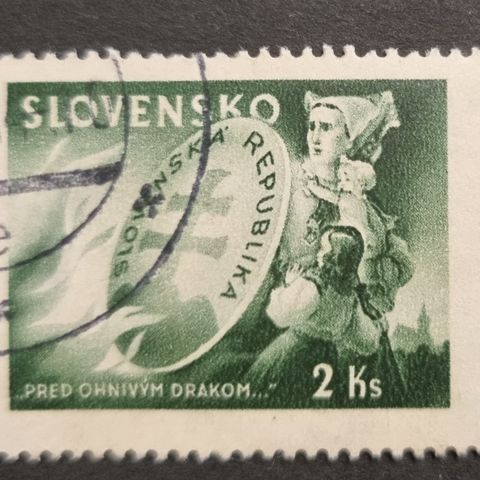 SLOVENSKO
SLOVENSKÁ REPUBLIKA
„PRED OHNIVÝM DRAKOM..."
2 Ks